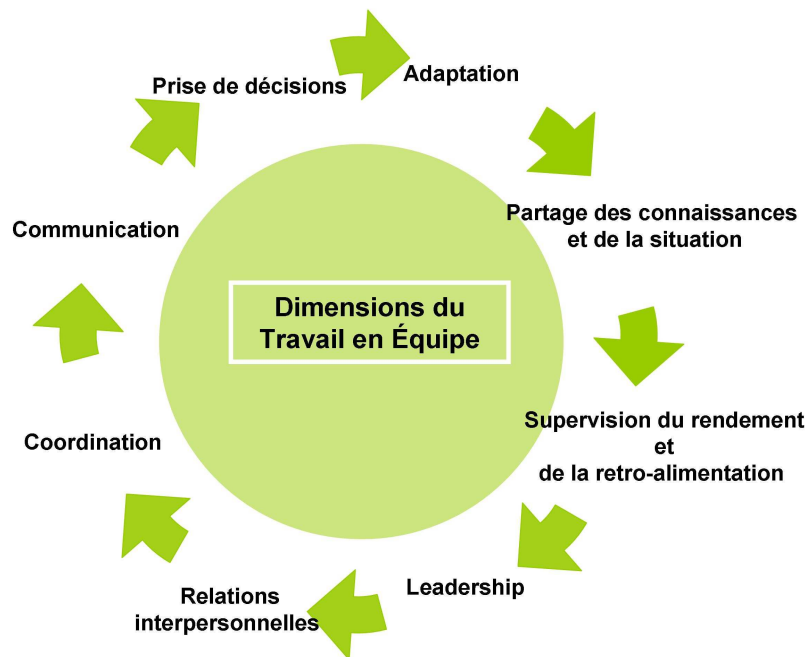 Prise de décisions
Adaptation
Partage des connaissances
et de la situation
Communication
Dimensions du
Travail en Équipe
Supervision du rendement
et
de la retro-alimentation
Coordination
Leadership
Relations
interpersonnelles